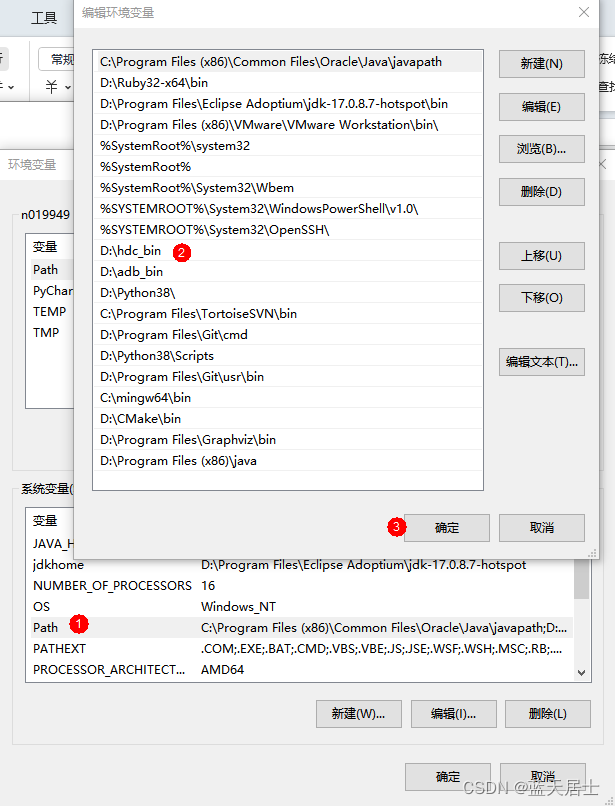 工具
编辑环境变量
常规
羊
环境变量
n019949
变量
Path
PyChar
TEMP
TMP
C:\Program Files (x86)\Common Files\Oracle\Java\javapath
D:\Ruby32-x64\bin
D:\Program Files\Eclipse Adoptium\jdk-17.0.8.7-hotspot\bin
D:\Program Files (x86)\VMware\VMware Workstation\bin\
%SystemRoot%\system32
%SystemRoot%
%SystemRoot%\System32\Wbem
%SYSTEMROOT%\System32\WindowsPowerShell\v1.0\
%SYSTEMROOT%\System32\OpenSSH\
D:\hdc_bin 2
D:\adb_bin
D:\Python38\
C:\Program Files\TortoiseSVN\bin
D:\Program Files\Git\cmd
D:\Python38\Scripts
D:\Program Files\Git\usr\bin
C:\mingw64\bin
D:\CMake\bin
D:\Program Files\Graphviz\bin
D:\Program Files (x86)\java
新建(N)
编辑(E)
浏览(B)...
删除(D)
上移(U)
下移(O)
编辑文本(T)...
3 确定 取消
系统变量(
变量
JAVA_H
jdkhome D:\Program Files\Eclipse Adoptium\jdk-17.0.8.7-hotspot
NUMBER_OF_PROCESSORS 16
OS Windows_NT
Path 1 C:\Program Files (x86)\Common Files\Oracle\Java\javapath;D:...
PATHEXT .COM;.EXE;.BAT;.CMD;.VBS;.VBE;.JS;.JSE;.WSF;.WSH;.MSC;.RB;....
PROCESSOR_ARCHITECT... AMD64
新建(W)... 编辑(I)... 删除(L)
确定 取消
CSDN @蓝天居士